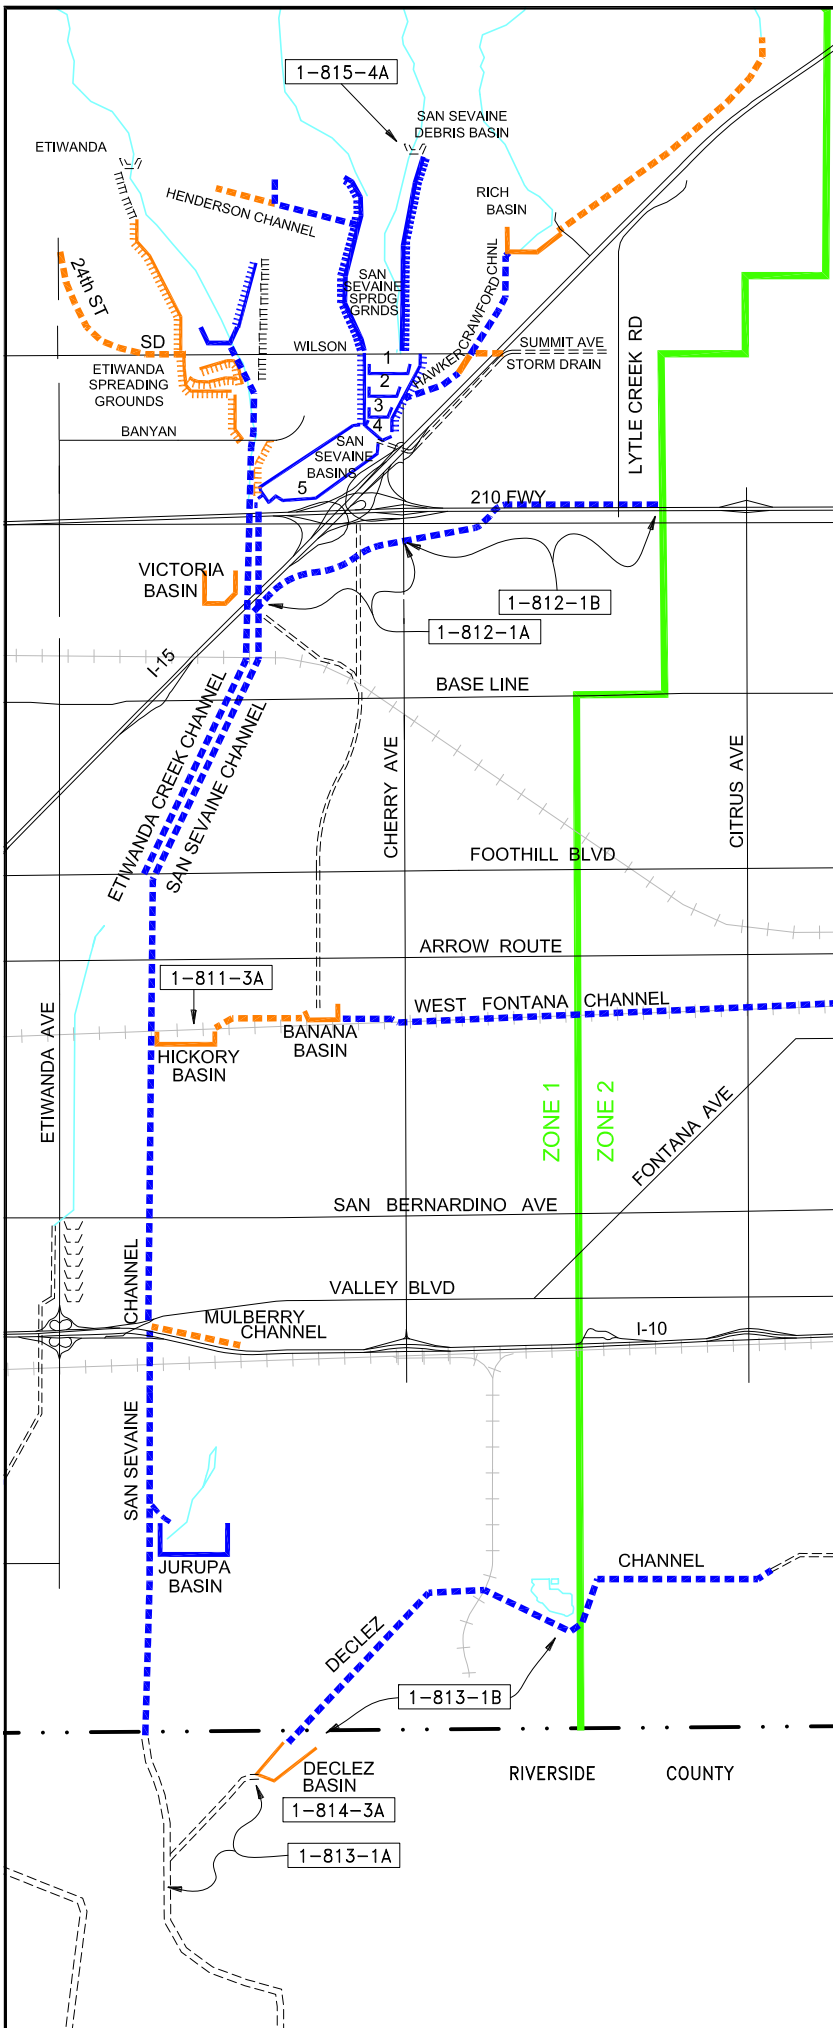 1-815-4A
SAN SEVAINE
DEBRIS BASIN
ETIWANDA
HENDERSON CHANNEL
RICH
BASIN
24th ST
SD
SAN
SEVAINE
SPRDG
GRNDS
HAWKER CRAWFORD CHNL
WILSON
SUMMIT AVE
STORM DRAIN
LYTLE CREEK RD
1
2
3
4
5
ETIWANDA
SPREADING
GROUNDS
BANYAN
SAN
SEVAINE
BASINS
210 FWY
VICTORIA
BASIN
1-812-1B
1-812-1A
I-15
BASE LINE
ETIWANDA CREEK CHANNEL
SAN SEVAINE CHANNEL
CHERRY AVE
CITRUS AVE
FOOTHILL BLVD
ARROW ROUTE
1-811-3A
WEST FONTANA CHANNEL
BANANA
BASIN
HICKORY
BASIN
ETIWANDA AVE
ZONE 1
ZONE 2
FONTANA AVE
SAN BERNARDINO AVE
VALLEY BLVD
MULBERRY
CHANNEL
I-10
SAN SEVAINE CHANNEL
JURUPA
BASIN
DECLEZ CHANNEL
1-813-1B
DECLEZ
BASIN
RIVERSIDE COUNTY
1-814-3A
1-813-1A